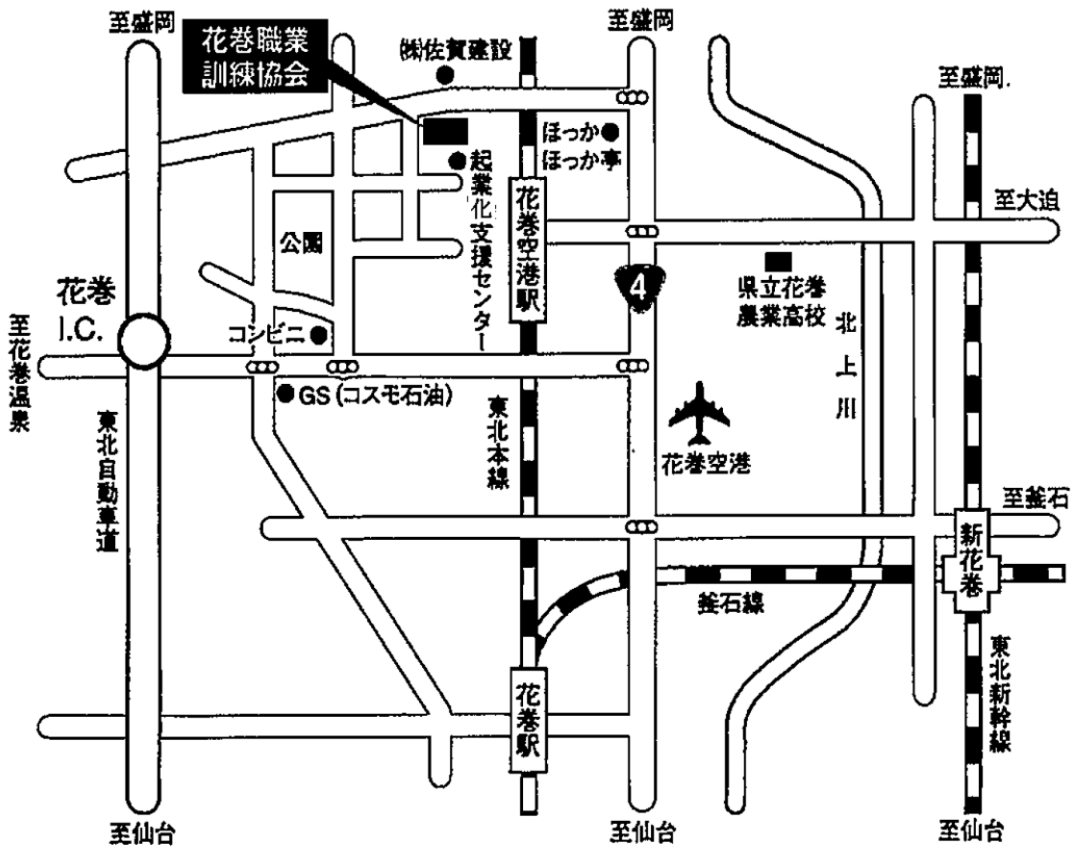 至盛岡
至盛岡
花巻職業
訓練協会
㈱佐賀建設
至盛岡.
ほっか
ほっか亭
起業化支援センター
花巻空港駅
至大迫
公園
4
県立花巻
農業高校
花巻
I.C.
コンビニ
北上川
至花巻温泉
GS(コスモ石油)
東北自動車道
東北本線
花巻空港
至釜石
新花巻
釜石線
花巻駅
東北新幹線
至仙台
至仙台
至仙台